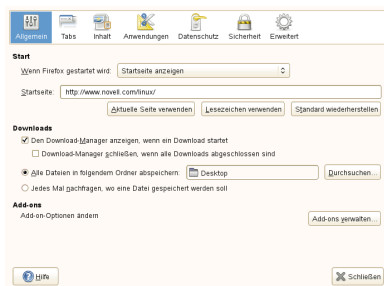 Allgemein Tabs Inhalt Anwendungen Datenschutz Sicherheit Erweitert
Start
Wenn Firefox gestartet wird: Startseite anzeigen
Startseite: http://www.novell.com/linux/
Aktuelle Seite verwenden Lesezeichen verwenden Standard wiederherstellen
Downloads
Den Download-Manager anzeigen, wenn ein Download startet
Download-Manager schließen, wenn alle Downloads abgeschlossen sind
Alle Dateien in folgendem Ordner abspeichern: Desktop Durchsuchen...
Jedes Mal nachfragen, wo eine Datei gespeichert werden soll
Add-ons
Add-on-Optionen ändern Add-ons verwalten...
Hilfe Schließen